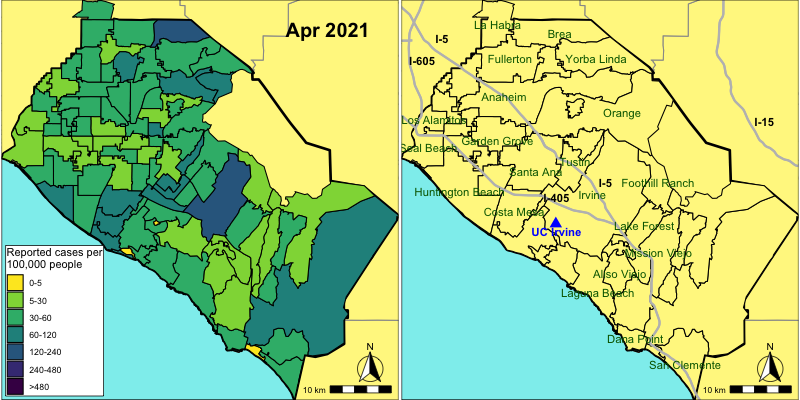 Apr 2021
Reported cases per
100,000 people
0-5
5-30
30-60
60-120
120-240
240-480
>480
N
10 km
La Habra
Brea
I-5
I-605
Fullerton
Yorba Linda
Anaheim
Orange
I-15
Los Alamitos
Seal Beach
Garden Grove
Tustin
Santa Ana
I-5
Foothill Ranch
Huntington Beach
I-405
Irvine
Costa Mesa
UC Irvine
Lake Forest
Mission Viejo
Aliso Viejo
Laguna Beach
Dana Point
San Clemente
N
10 km